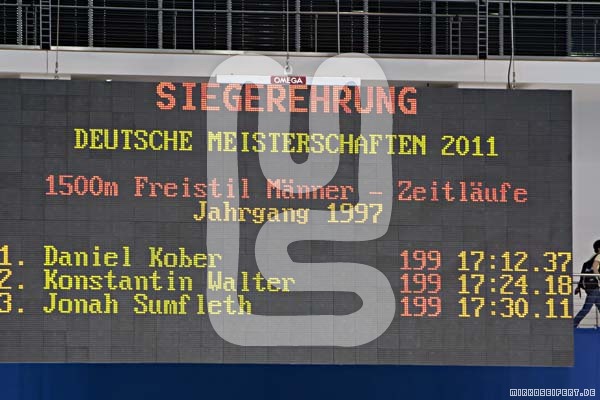 OMEGA
SIEGEREHRUNG
DEUTSCHE MEISTERSCHAFTEN 2011
1500m Freistil Männer - Zeitläufe
Jahrgang 1997
1. Daniel Kober 199 17:12.37
2. Konstantin Walter 199 17:24.18
3. Jonah Sumfleth 199 17:30.11
MIRKOSEIFERT.DE